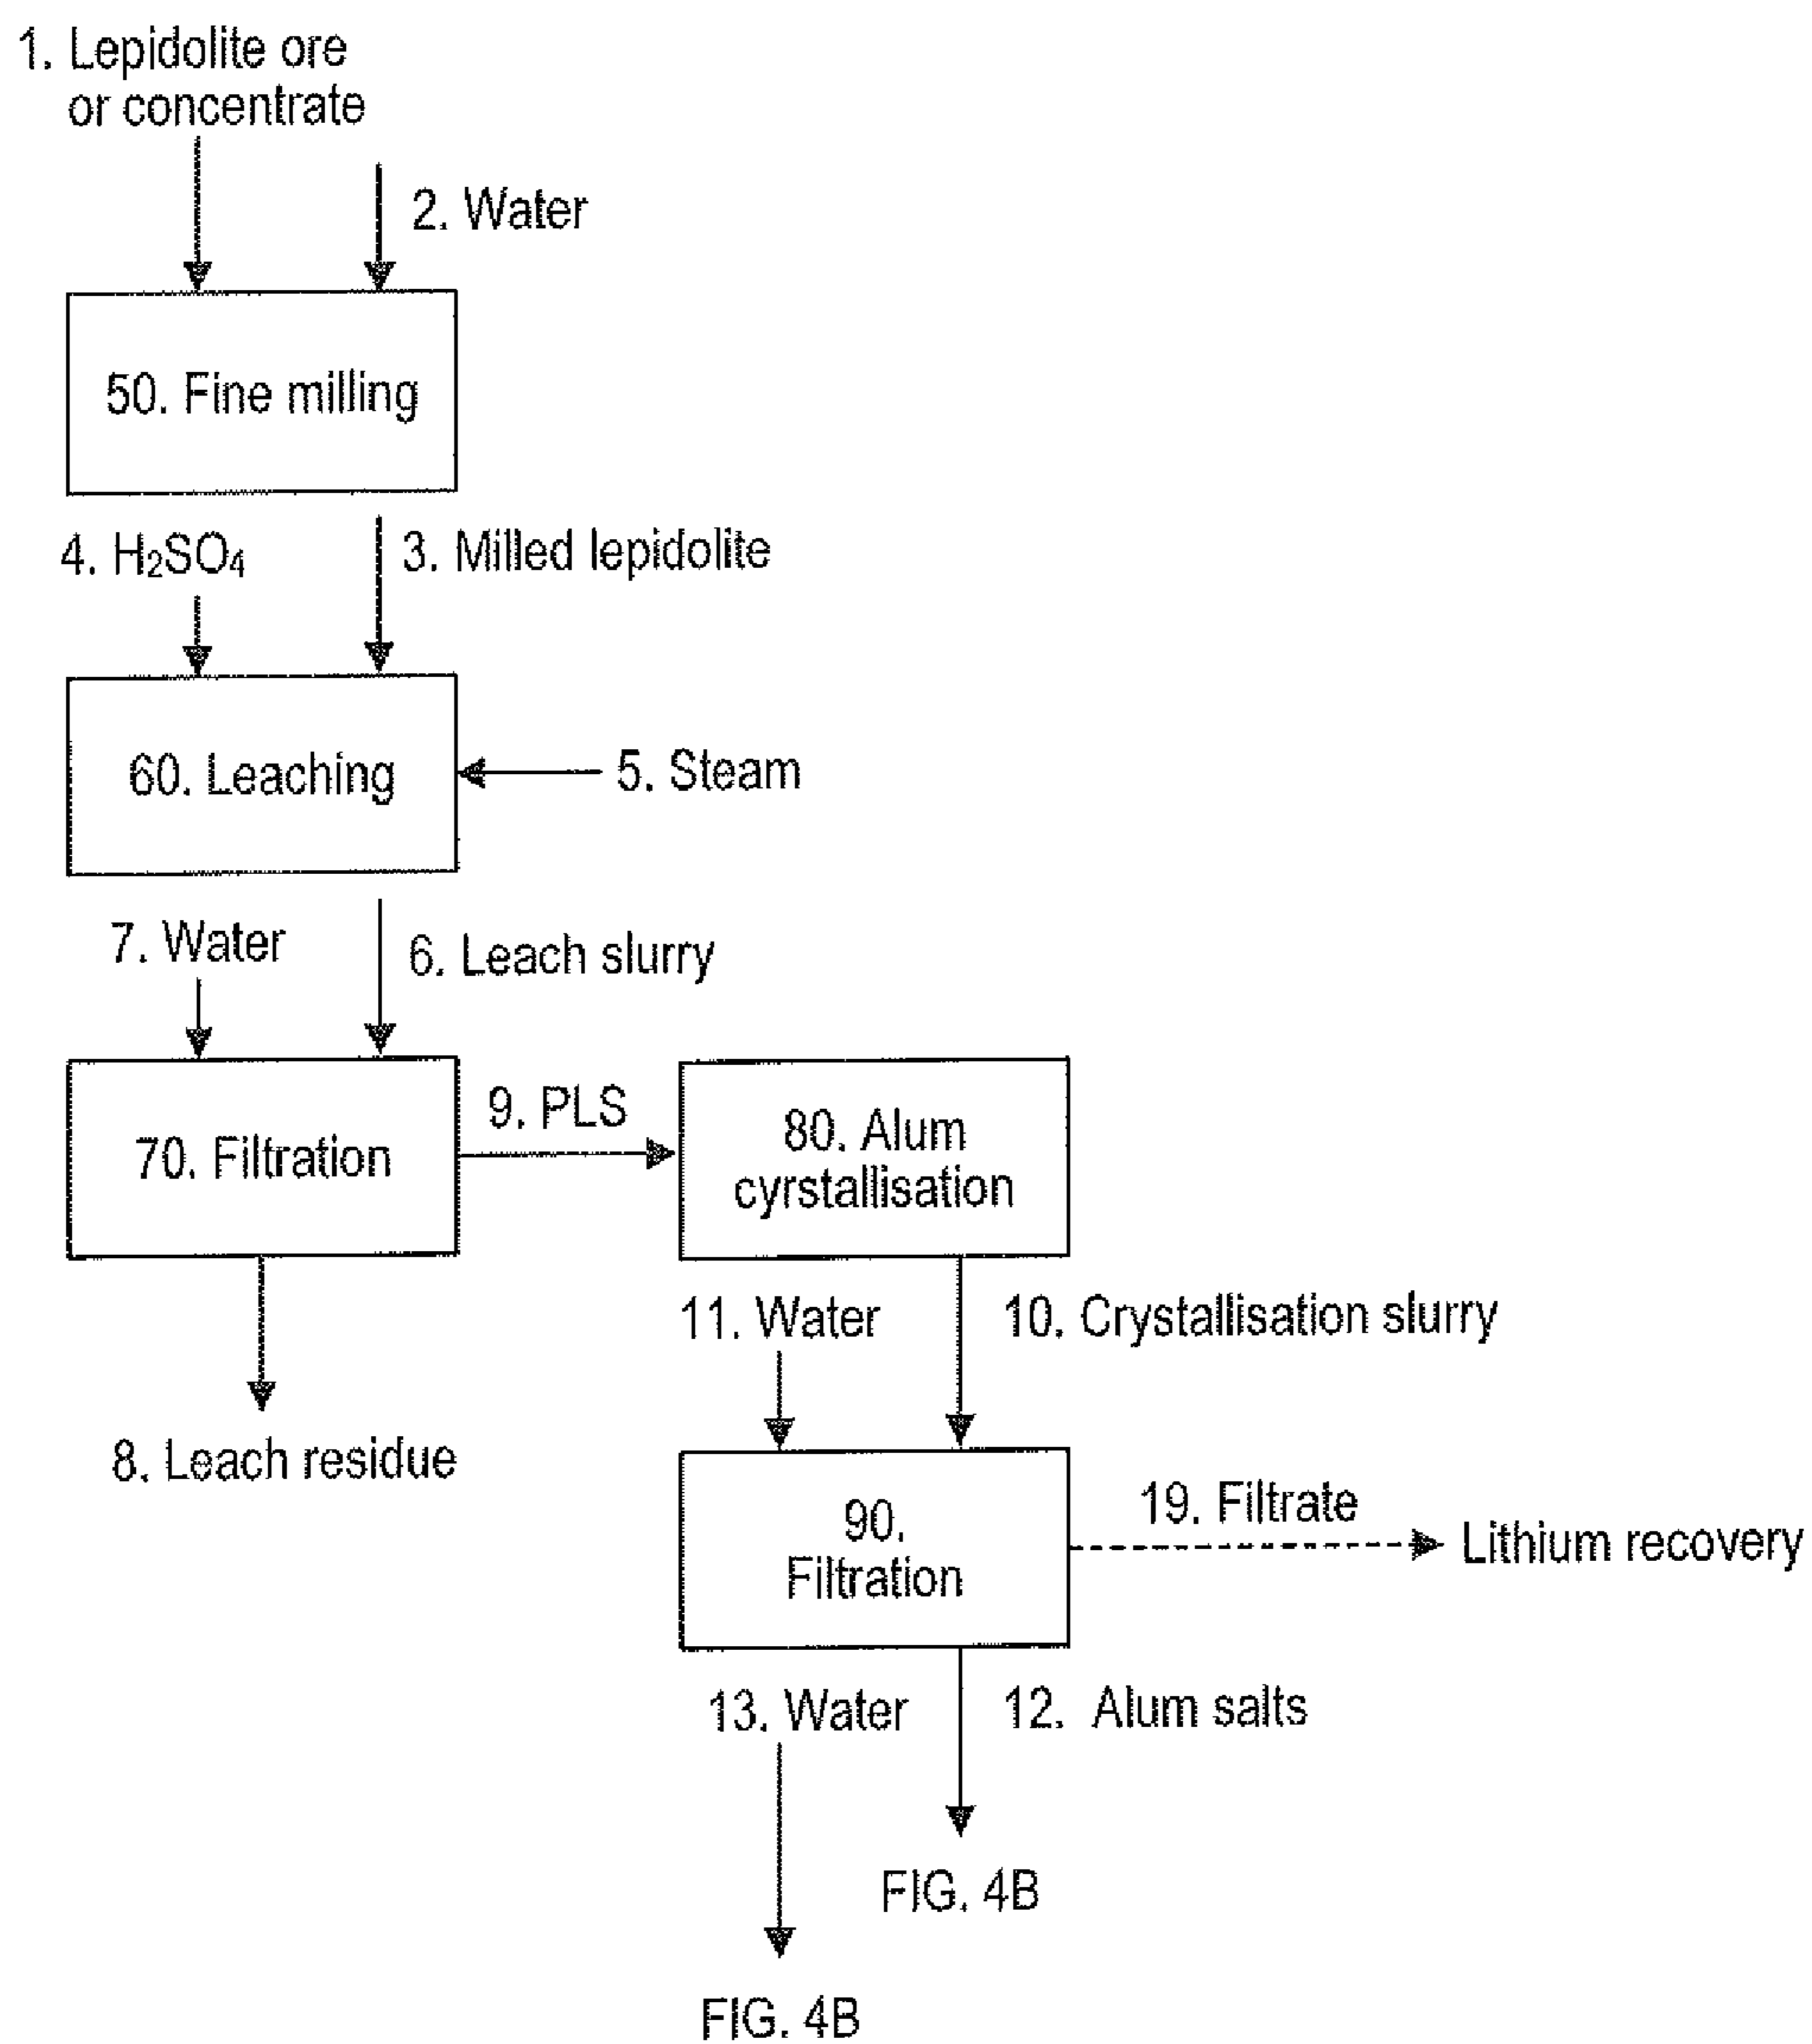 1. Lepidolite ore
or concentrate
2. Water
50. Fine milling
4. H₂SO₄
3. Milled lepidolite
60. Leaching
5. Steam
7. Water
6. Leach slurry
70. Filtration
9. PLS
80. Alum
cyrstallisation
8. Leach residue
11. Water
10. Crystallisation slurry
90.
Filtration
19. Filtrate
Lithium recovery
13. Water
12. Alum salts
FIG. 4B
FIG. 4B